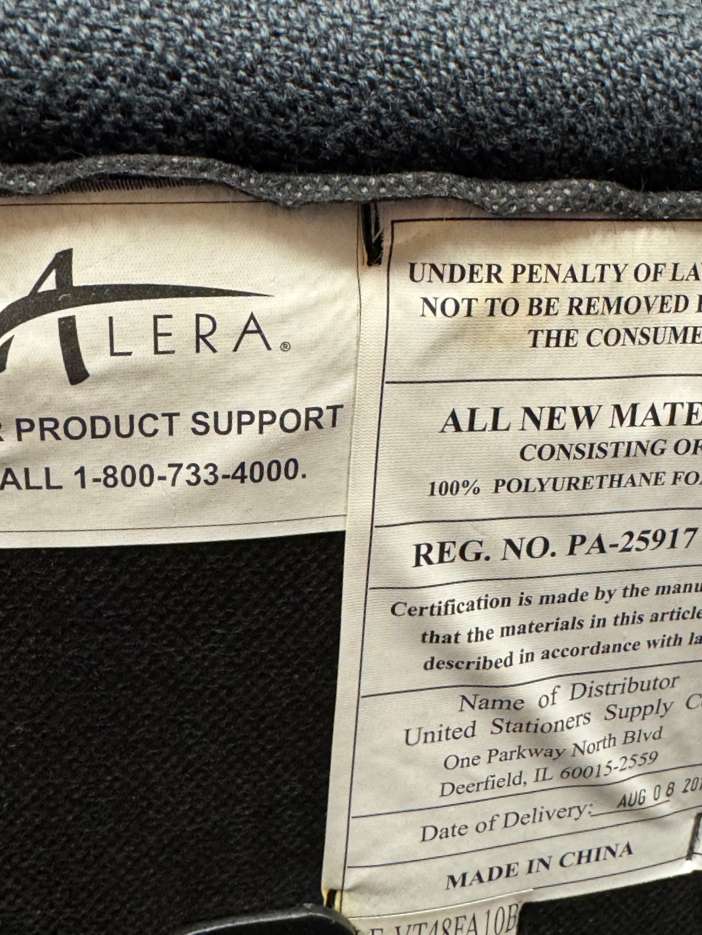 ALERA®
PRODUCT SUPPORT
ALL 1-800-733-4000.
UNDER PENALTY OF LA
NOT TO BE REMOVED
THE CONSUME
ALL NEW MATE
CONSISTING OF
100% POLYURETHANE FO
REG. NO. PA-25917
Certification is made by the manu
that the materials in this article
described in accordance with la
Name of Distributor
United Stationers Supply C
One Parkway North Blvd
Deerfield, IL 60015-2559
Date of Delivery: AUG 08 20
MADE IN CHINA
VT48FA10B